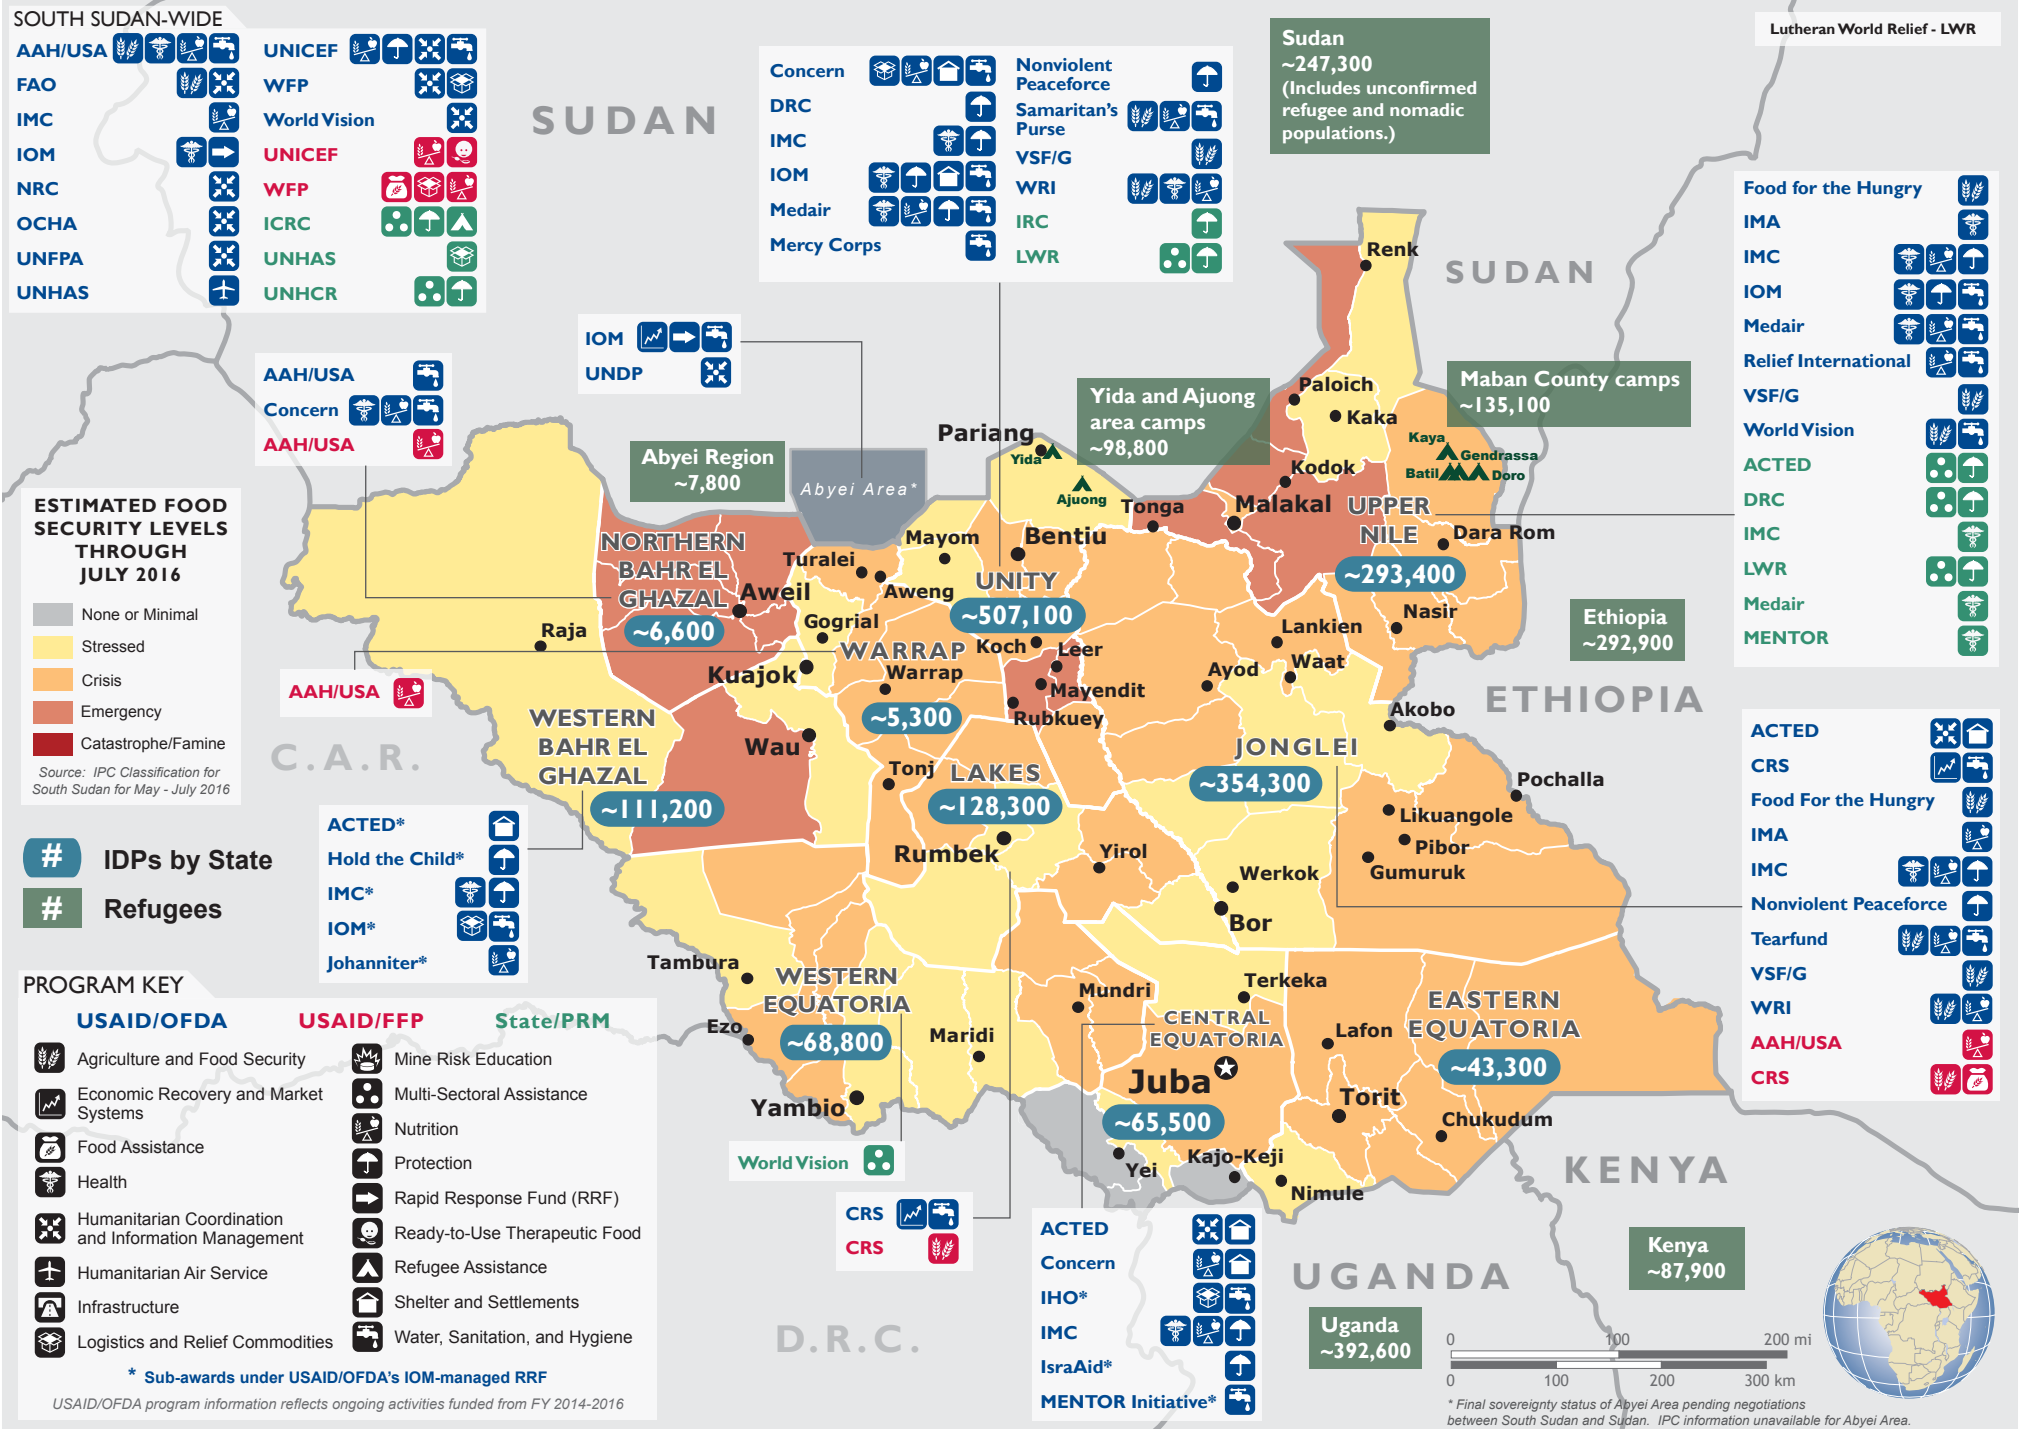 SOUTH SUDAN-WIDE
AAH/USA
FAO
IMC
IOM
NRC
OCHA
UNFPA
UNHAS
UNICEF
WFP
World Vision
UNICEF
WFP
ICRC
UNHAS
UNHCR
SUDAN
Concern
DRC
IMC
IOM
Medair
Mercy Corps
Nonviolent
Peaceforce
Samaritan's
Purse
VSF/G
WRI
IRC
LWR
Sudan
~247,300
(Includes unconfirmed
refugee and nomadic
populations.)
Lutheran World Relief - LWR
Food for the Hungry
IMA
IMC
IOM
Medair
Relief International
VSF/G
World Vision
ACTED
DRC
IMC
LWR
Medair
MENTOR
SUDAN
IOM
UNDP
AAH/USA
Concern
AAH/USA
Abyei Region
~7,800
Abyei Area*
Yida and Ajuong
area camps
~98,800
Maban County camps
~135,100
Renk
Paloich
Kaka
Kodok
Malakal
Tonga
Kaya
Gendrassa
Batil
Doro
UPPER
NILE
~293,400
Dara Rom
Nasir
Pariang
Yida
Ajuong
Mayom
Bentiu
UNITY
~507,100
Koch
Leer
Mayendit
Rubkuey
NORTHERN
BAHR EL
GHAZAL
~6,600
Aweil
Turalei
Aweng
Gogrial
Kuajok
WARRAP
Warrap
~5,300
Raja
AAH/USA
WESTERN
BAHR EL
GHAZAL
~111,200
Wau
Tonj
LAKES
~128,300
Rumbek
Yirol
Lankien
Waat
Ayod
Akobo
JONGLEI
~354,300
Pochalla
Likuangole
Pibor
Gumuruk
Werkok
Bor
Ethiopia
~292,900
ETHIOPIA
C.A.R.
ESTIMATED FOOD
SECURITY LEVELS
THROUGH
JULY 2016
None or Minimal
Stressed
Crisis
Emergency
Catastrophe/Famine
Source: IPC Classification for
South Sudan for May - July 2016
# IDPs by State
# Refugees
ACTED*
Hold the Child*
IMC*
IOM*
Johanniter*
ACTED
CRS
Food For the Hungry
IMA
IMC
Nonviolent Peaceforce
Tearfund
VSF/G
WRI
AAH/USA
CRS
Tambura
WESTERN
EQUATORIA
~68,800
Ezo
Yambio
Maridi
Mundri
Terkeka
CENTRAL
EQUATORIA
Juba
~65,500
Yei
Kajo-Keji
Nimule
Lafon
EASTERN
EQUATORIA
~43,300
Torit
Chukudum
World Vision
CRS
CRS
ACTED
Concern
IHO*
IMC
IsraAid*
MENTOR Initiative*
D.R.C.
UGANDA
Uganda
~392,600
KENYA
Kenya
~87,900
PROGRAM KEY
USAID/OFDA
USAID/FFP
State/PRM
Agriculture and Food Security
Economic Recovery and Market
Systems
Food Assistance
Health
Humanitarian Coordination
and Information Management
Humanitarian Air Service
Infrastructure
Logistics and Relief Commodities
Mine Risk Education
Multi-Sectoral Assistance
Nutrition
Protection
Rapid Response Fund (RRF)
Ready-to-Use Therapeutic Food
Refugee Assistance
Shelter and Settlements
Water, Sanitation, and Hygiene
* Sub-awards under USAID/OFDA's IOM-managed RRF
USAID/OFDA program information reflects ongoing activities funded from FY 2014-2016
0 100 200 mi
0 100 200 300 km
* Final sovereignty status of Abyei Area pending negotiations
between South Sudan and Sudan. IPC information unavailable for Abyei Area.